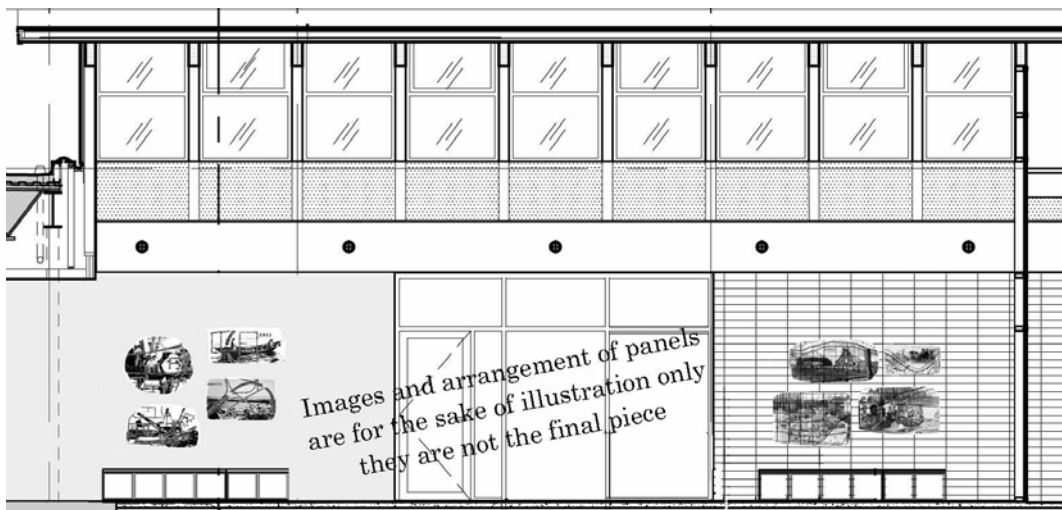 Images and arrangement of panels
are for the sake of illustration only
they are not the final piece